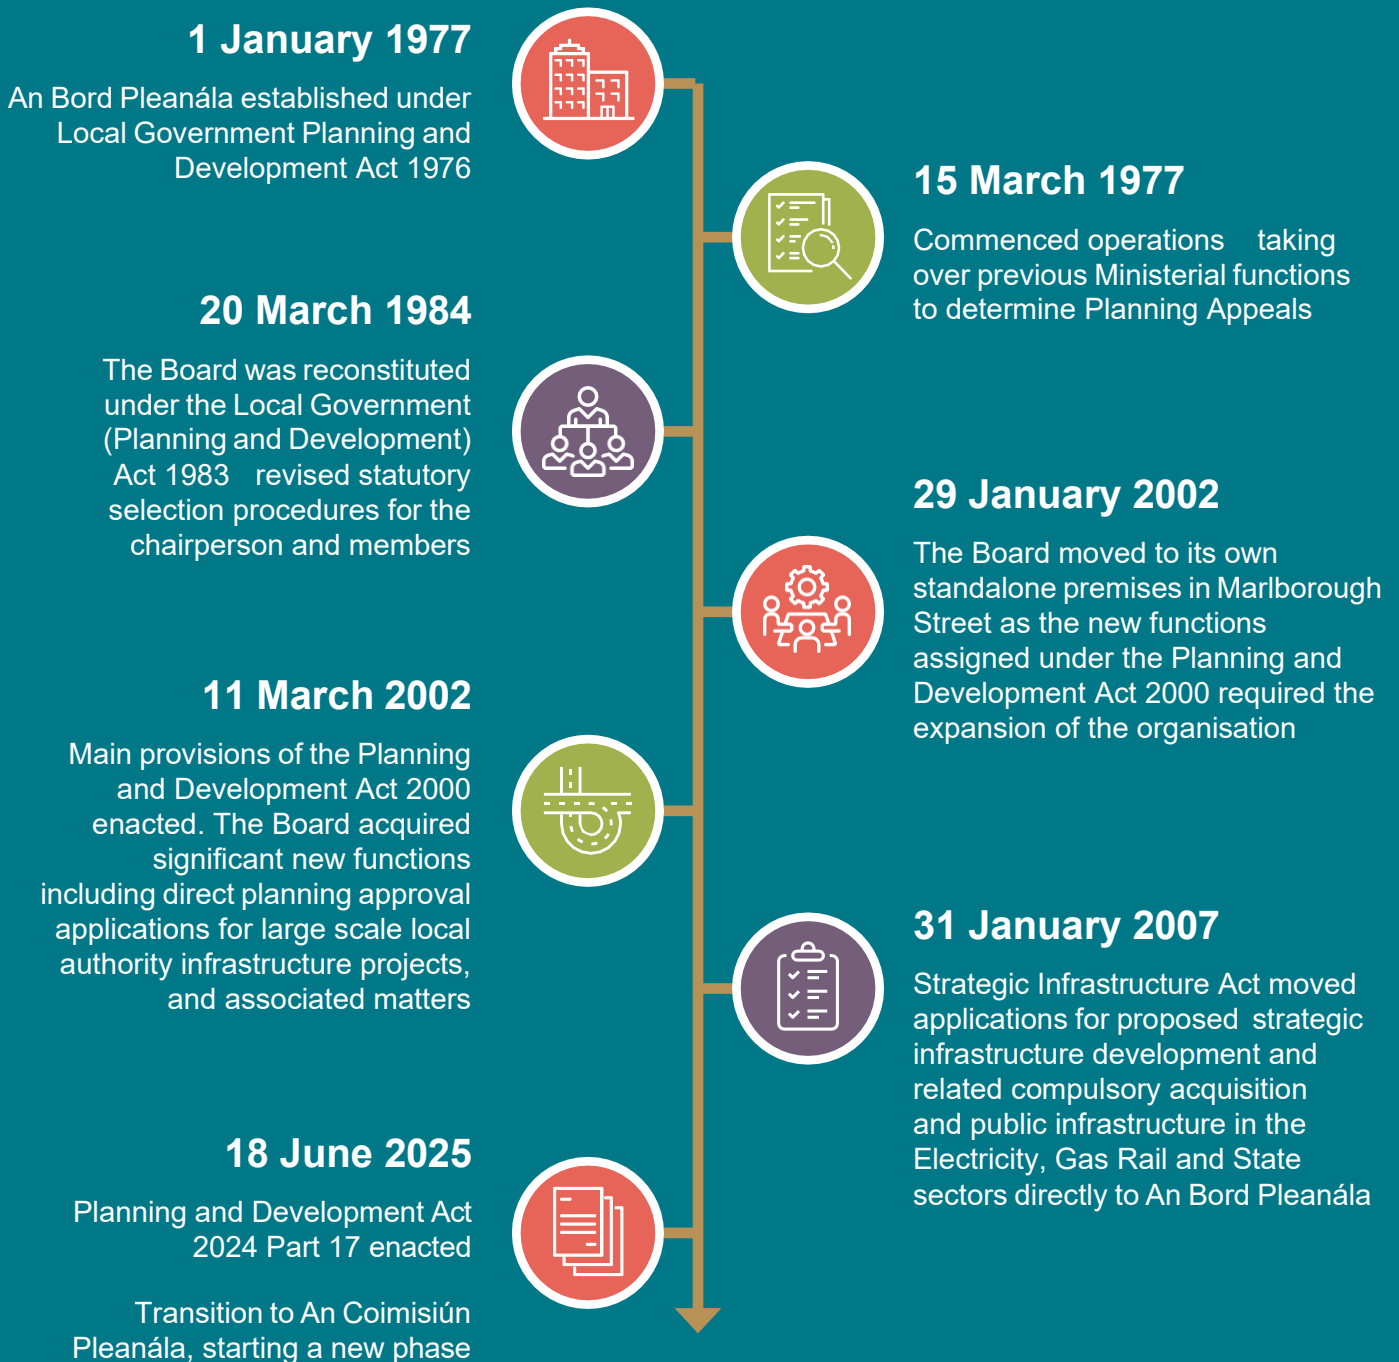 1 January 1977
An Bord Pleanála established under
Local Government Planning and
Development Act 1976
15 March 1977
Commenced operations taking
over previous Ministerial functions
to determine Planning Appeals
20 March 1984
The Board was reconstituted
under the Local Government
(Planning and Development)
Act 1983 revised statutory
selection procedures for the
chairperson and members
29 January 2002
The Board moved to its own
standalone premises in Marlborough
Street as the new functions
assigned under the Planning and
Development Act 2000 required the
expansion of the organisation
11 March 2002
Main provisions of the Planning
and Development Act 2000
enacted. The Board acquired
significant new functions
including direct planning approval
applications for large scale local
authority infrastructure projects,
and associated matters
31 January 2007
Strategic Infrastructure Act moved
applications for proposed strategic
infrastructure development and
related compulsory acquisition
and public infrastructure in the
Electricity, Gas Rail and State
sectors directly to An Bord Pleanála
18 June 2025
Planning and Development Act
2024 Part 17 enacted
Transition to An Coimisiún
Pleanála, starting a new phase